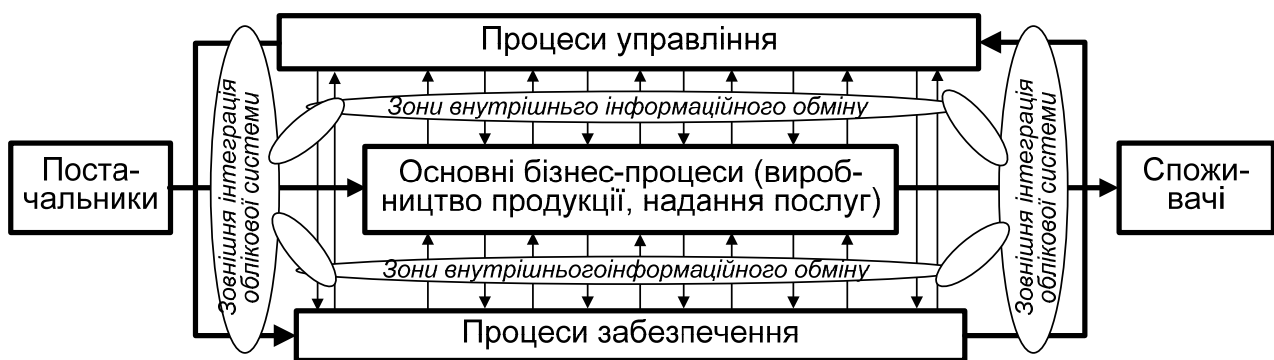 Процеси управління
Зони внутрішньго інформаційного обміну
Зовнішня інтеграція
облікової системи
Поста-
чальники
Основні бізнес-процеси (вироб-
ництво продукції, надання послуг)
Зовнішня інтеграція
облікової системи
Спожи-
вачі
Зони внутрішньогоінформаційного обміну
Процеси забезпечення